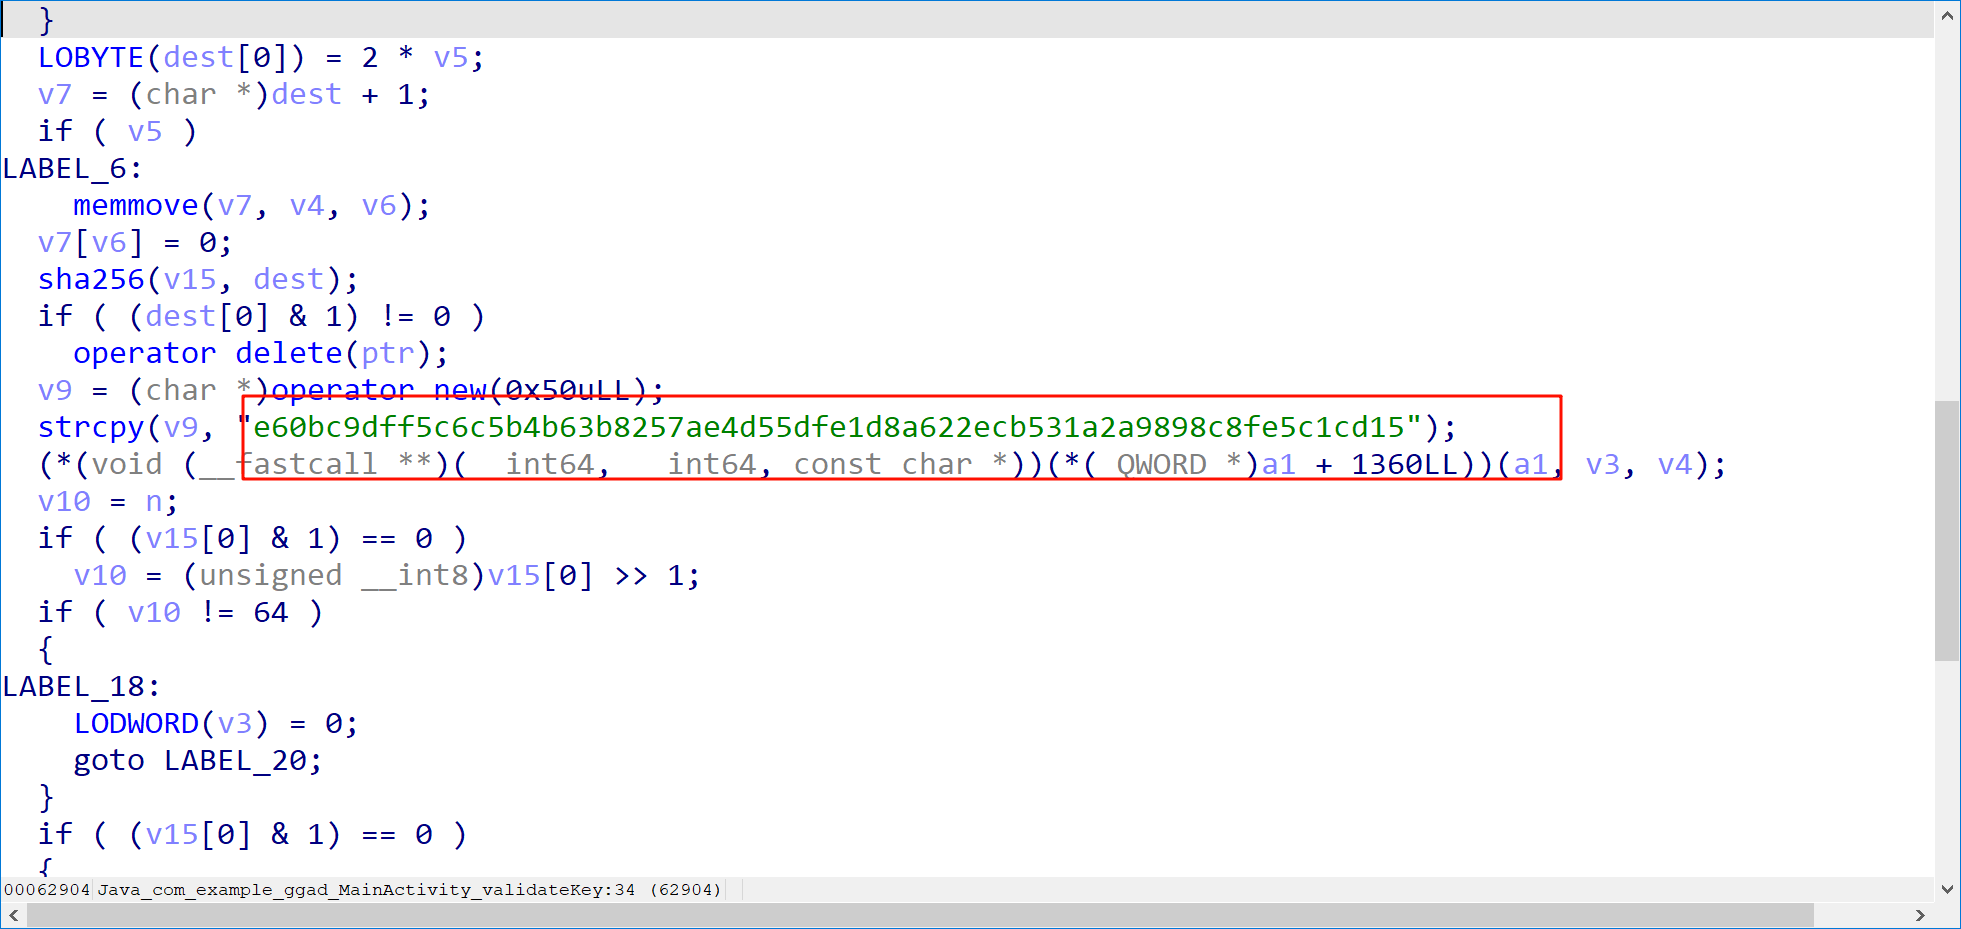 }
LOBYTE(dest[0]) = 2 * v5;
v7 = (char *)dest + 1;
if ( v5 )
LABEL_6:
memmove(v7, v4, v6);
v7[v6] = 0;
sha256(v15, dest);
if ( (dest[0] & 1) != 0 )
operator delete(ptr);
v9 = (char *)operator new(0x50uLL);
strcpy(v9, "e60bc9dff5c6c5b4b63b8257ae4d55dfe1d8a622ecb531a2a9898c8fe5c1cd15");
(*(void (__fastcall **)(__int64, __int64, const char *))(*(_QWORD *)a1 + 1360LL))(a1, v3, v4);
v10 = n;
if ( (v15[0] & 1) == 0 )
v10 = (unsigned __int8)v15[0] >> 1;
if ( v10 != 64 )
{
LABEL_18:
LODWORD(v3) = 0;
goto LABEL_20;
}
if ( (v15[0] & 1) == 0 )
{
00062904 Java_com_example_ggad_MainActivity_validateKey:34 (62904)